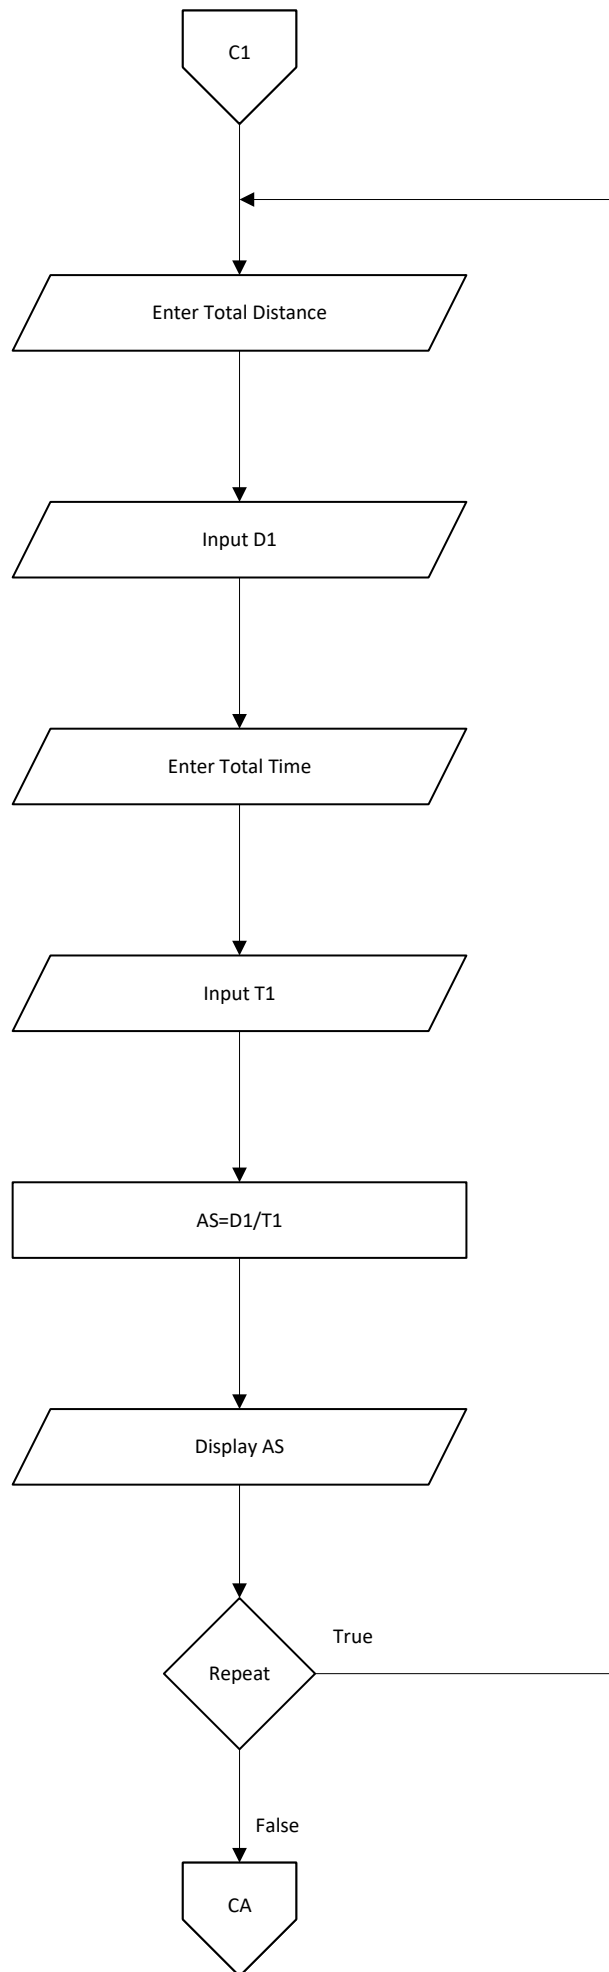 C1
Enter Total Distance
Input D1
Enter Total Time
Input T1
AS=D1/T1
Display AS
True
Repeat
False
CA